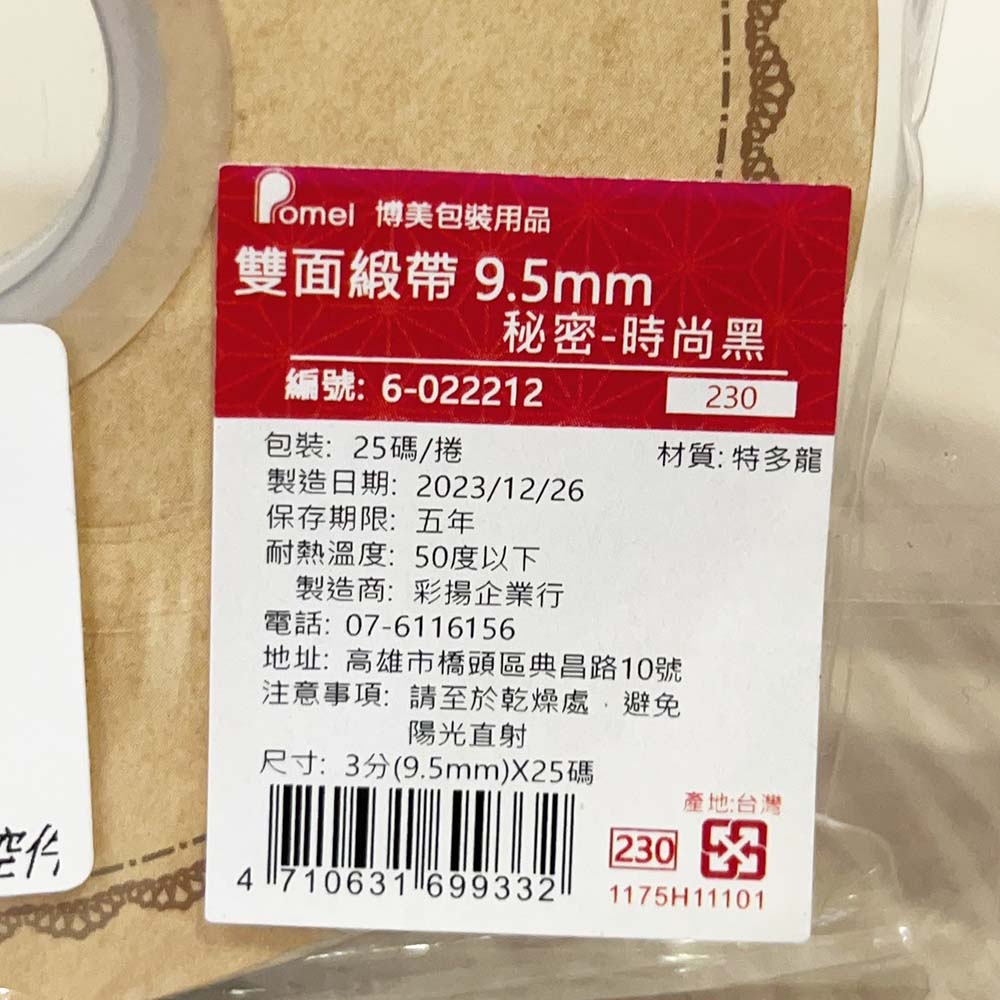 Pomel 博美包裝用品
雙面緞帶 9.5mm
秘密-時尚黑
編號: 6-022212 230
包裝: 25碼/捲 材質: 特多龍
製造日期: 2023/12/26
保存期限: 五年
耐熱溫度: 50度以下
製造商: 彩揚企業行
電話: 07-6116156
地址: 高雄市橋頭區典昌路10號
注意事項: 請至於乾燥處﹒避免
陽光直射
尺寸: 3分(9.5mm)X25碼
產地:台灣
230
4 710631 699332
1175H11101